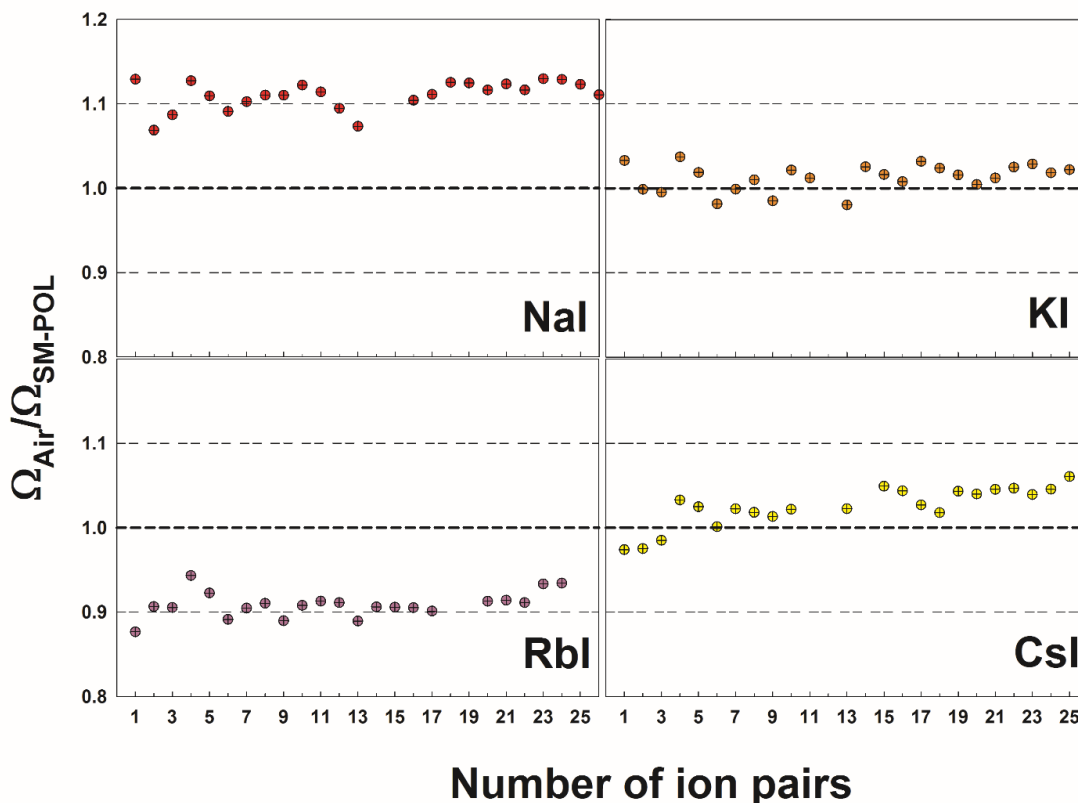 1.2
1.1
1.0
0.9
0.8
NaI
KI
1.1
1.0
0.9
0.8
RbI
CsI
1 3 5 7 9 11 13 15 17 19 21 23 25
1 3 5 7 9 11 13 15 17 19 21 23 25
Ω_Air/Ω_SM-POL
Number of ion pairs